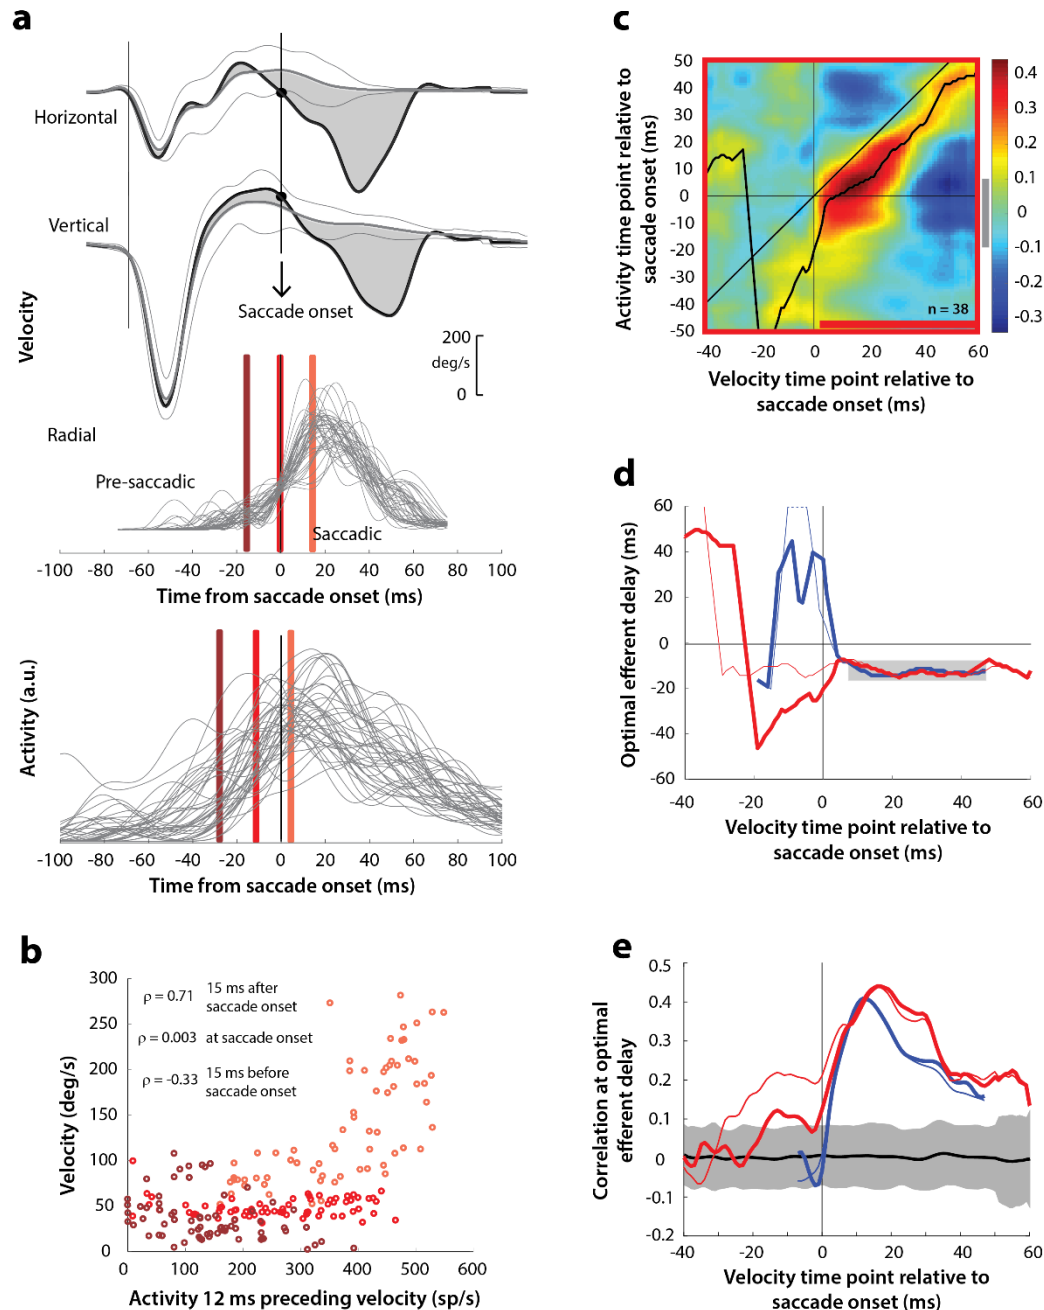 a
Horizontal
Vertical
Velocity
Saccade onset
200
deg/s
0
Radial
Pre-saccadic
Saccadic
-100 -80 -60 -40 -20 0 20 40 60 80 100
Time from saccade onset (ms)
Activity (a.u.)
-100 -80 -60 -40 -20 0 20 40 60 80 100
Time from saccade onset (ms)
b
300
250
200
150
100
50
0
Velocity (deg/s)
ρ = 0.71 15 ms after
saccade onset
ρ = 0.003 at saccade onset
ρ = -0.33 15 ms before
saccade onset
0 100 200 300 400 500 600
Activity 12 ms preceding velocity (sp/s)
c
Activity time point relative to
saccade onset (ms)
50
40
30
20
10
0
-10
-20
-30
-40
-50
n = 38
0.4
0.3
0.2
0.1
0
-0.1
-0.2
-0.3
-40 -20 0 20 40 60
Velocity time point relative to
saccade onset (ms)
d
Optimal efferent delay (ms)
60
40
20
0
-20
-40
-60
-40 -20 0 20 40 60
Velocity time point relative to
saccade onset (ms)
e
Correlation at optimal
efferent delay
0.5
0.4
0.3
0.2
0.1
0
-0.1
-0.2
-40 -20 0 20 40 60
Velocity time point relative to
saccade onset (ms)